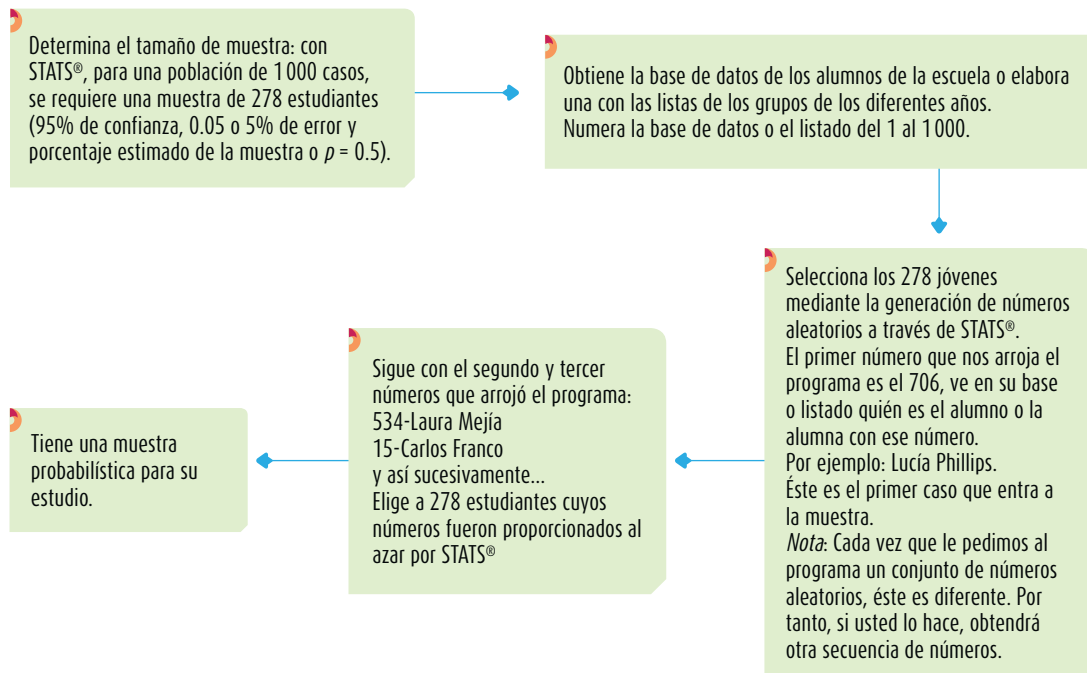 Determina el tamaño de muestra: con
STATS®, para una población de 1 000 casos,
se requiere una muestra de 278 estudiantes
(95% de confianza, 0.05 o 5% de error y
porcentaje estimado de la muestra o p = 0.5).
Obtiene la base de datos de los alumnos de la escuela o elabora
una con las listas de los grupos de los diferentes años.
Numera la base de datos o el listado del 1 al 1 000.
Selecciona los 278 jóvenes
mediante la generación de números
aleatorios a través de STATS®.
El primer número que nos arroja el
programa es el 706, ve en su base
o listado quién es el alumno o la
alumna con ese número.
Por ejemplo: Lucía Phillips.
Éste es el primer caso que entra a
la muestra.
Nota: Cada vez que le pedimos al
programa un conjunto de números
aleatorios, éste es diferente. Por
tanto, si usted lo hace, obtendrá
otra secuencia de números.
Sigue con el segundo y tercer
números que arrojó el programa:
534-Laura Mejía
15-Carlos Franco
y así sucesivamente...
Elige a 278 estudiantes cuyos
números fueron proporcionados al
azar por STATS®
Tiene una muestra
probabilística para su
estudio.